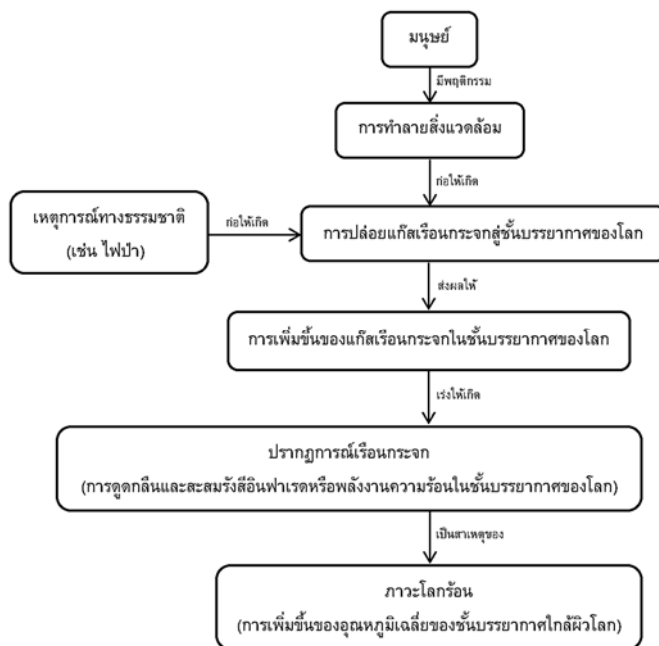 มนุษย์
มีพฤติกรรม
การทำลายสิ่งแวดล้อม
ก่อให้เกิด
เหตุการณ์ทางธรรมชาติ
(เช่น ไฟป่า)
ก่อให้เกิด
การปล่อยแก๊สเรือนกระจกสู่ชั้นบรรยากาศของโลก
ส่งผลให้
การเพิ่มขึ้นของแก๊สเรือนกระจกในชั้นบรรยากาศของโลก
เร่งให้เกิด
ปรากฏการณ์เรือนกระจก
(การดูดกลืนและสะสมรังสีอินฟาเรดหรือพลังงานความร้อนในชั้นบรรยากาศของโลก)
เป็นสาเหตุของ
ภาวะโลกร้อน
(การเพิ่มขึ้นของอุณหภูมิเฉลี่ยของชั้นบรรยากาศใกล้ผิวโลก)